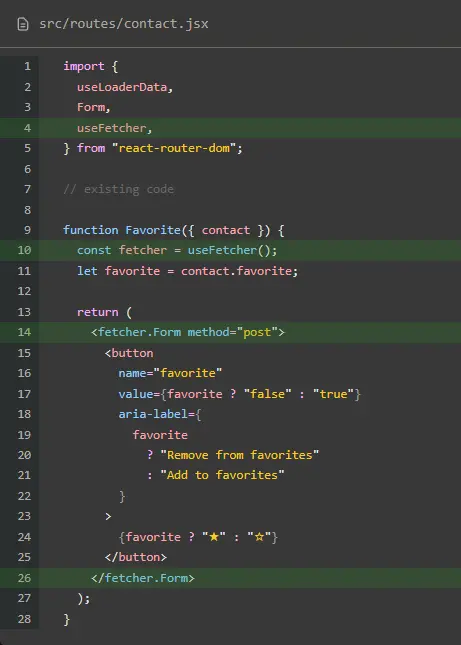 src/routes/contact.jsx
1 import {
2 useLoaderData,
3 Form,
4 useFetcher,
5 } from "react-router-dom";
6
7 // existing code
8
9 function Favorite({ contact }) {
10 const fetcher = useFetcher();
11 let favorite = contact.favorite;
12
13 return (
14 <fetcher.Form method="post">
15 <button
16 name="favorite"
17 value={favorite ? "false" : "true"}
18 aria-label={
19 favorite
20 ? "Remove from favorites"
21 : "Add to favorites"
22 }
23 >
24 {favorite ? "★" : "☆"}
25 </button>
26 </fetcher.Form>
27 );
28 }